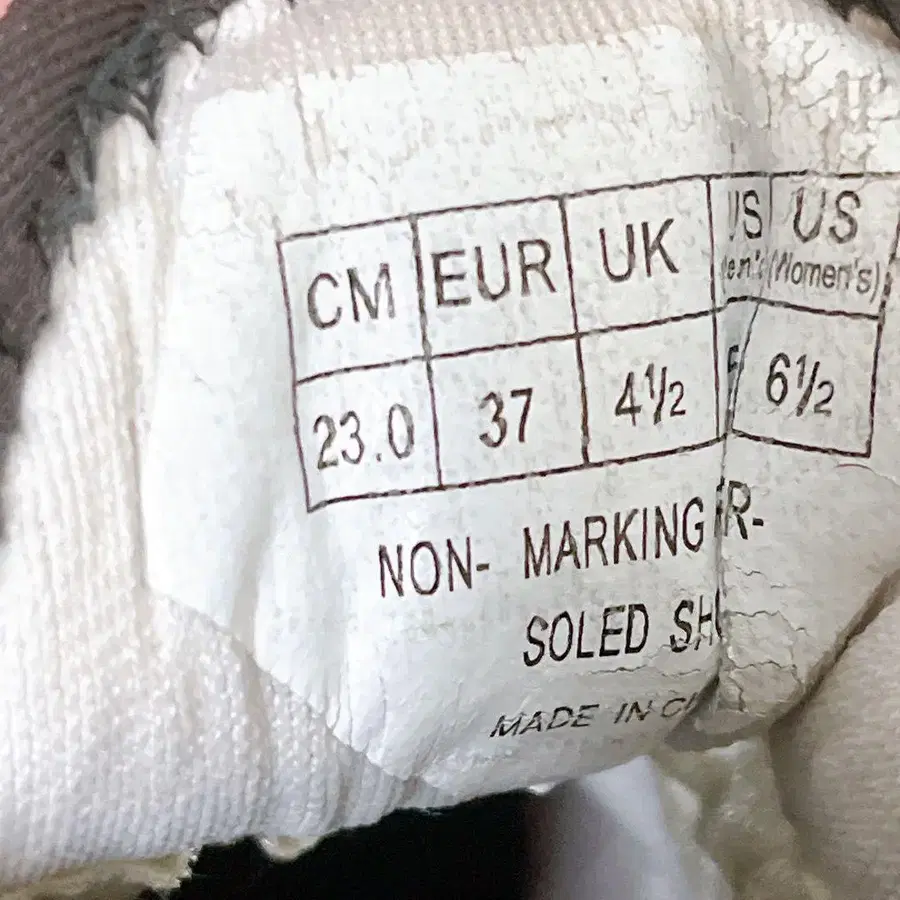 CM EUR UK US US
(Women's)
23.0 37 4½ 6½
NON- MARKING
SOLED
MADE IN